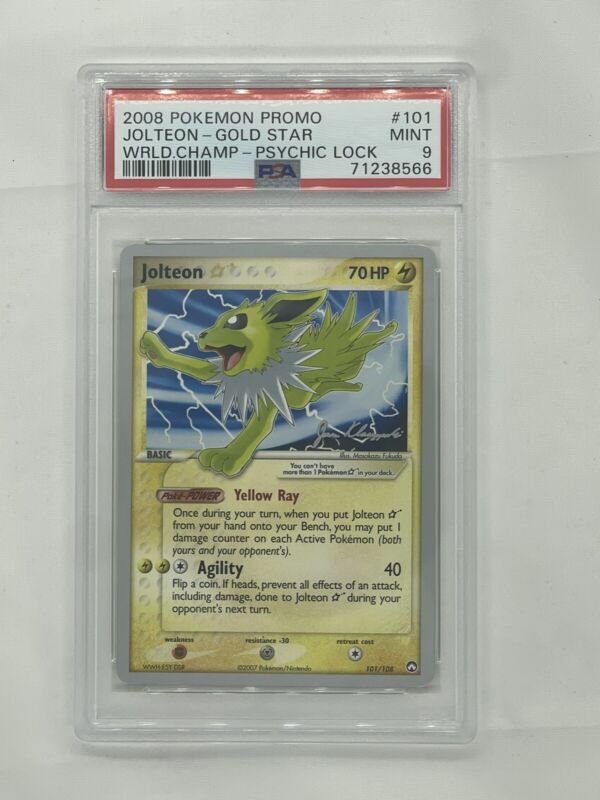 2008 POKEMON PROMO #101
JOLTEON-GOLD STAR MINT
WRLD.CHAMP-PSYCHIC LOCK 9
PSA 71238566
Jolteon ☆ 70 HP
BASIC
Illus. Masakazu Fukuda
You can't have
more than 1 Pokémon ☆ in your deck.
Poké-POWER Yellow Ray
Once during your turn, when you put Jolteon ☆
from your hand onto your Bench, you may put 1
damage counter on each Active Pokémon (both
yours and your opponent's).
Agility 40
Flip a coin. If heads, prevent all effects of an attack,
including damage, done to Jolteon ☆ during your
opponent's next turn.
weakness resistance -30 retreat cost
©2007 Pokémon/Nintendo 101/108